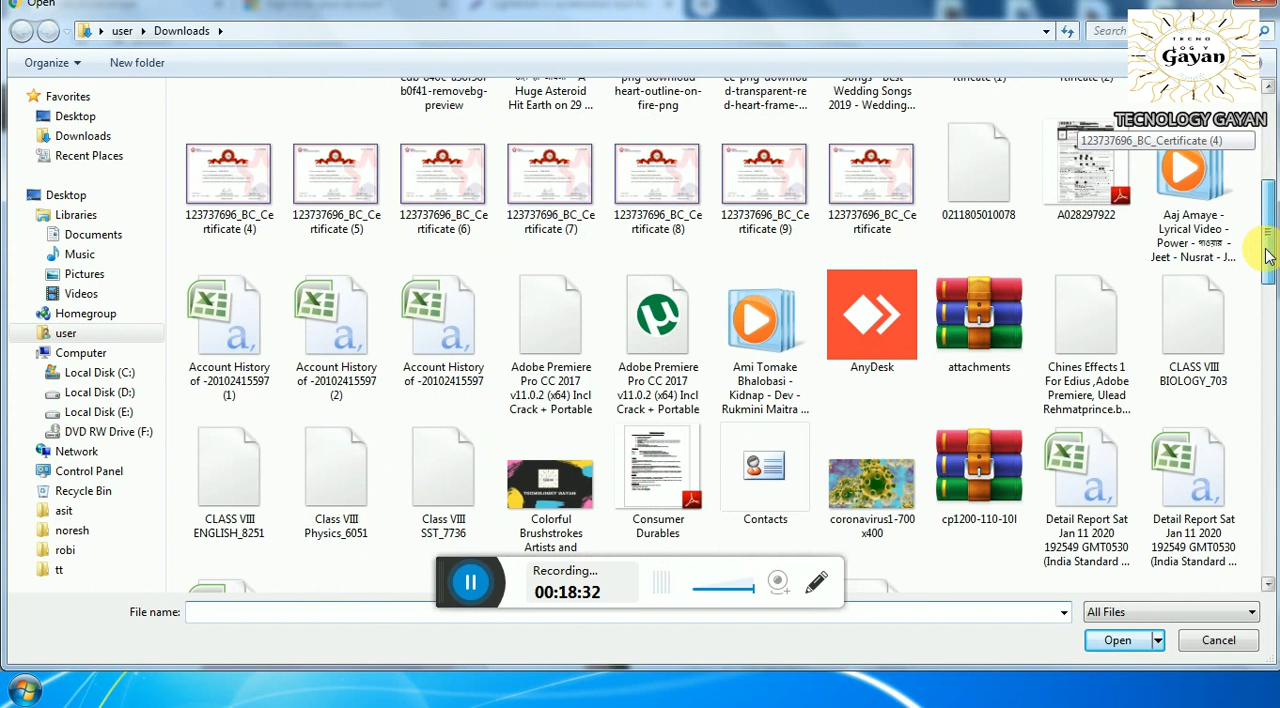 Open
user
Downloads
Search
Organize
New folder
TECNO
LOGY
Gayan
TECNOLOGY GAYAN
Favorites
Desktop
Downloads
Recent Places
Desktop
Libraries
Documents
Music
Pictures
Videos
Homegroup
user
Computer
Local Disk (C:)
Local Disk (D:)
Local Disk (E:)
DVD RW Drive (F:)
Network
Control Panel
Recycle Bin
asit
noresh
robi
tt
b0f41-removebg-
preview
Huge Asteroid
Hit Earth on 29 ...
png-download
heart-outline-on-
fire-png
d-transparent-re
d-heart-frame-...
Wedding Songs
2019 - Wedding...
123737696_BC_Certificate (4)
123737696_BC_Ce
rtificate (4)
123737696_BC_Ce
rtificate (5)
123737696_BC_Ce
rtificate (6)
123737696_BC_Ce
rtificate (7)
123737696_BC_Ce
rtificate (8)
123737696_BC_Ce
rtificate (9)
123737696_BC_Ce
rtificate
0211805010078
A028297922
Aaj Amaye -
Lyrical Video -
Power - পাওয়ার -
Jeet - Nusrat - J...
Account History
of -20102415597
(1)
Account History
of -20102415597
(2)
Account History
of -20102415597
Adobe Premiere
Pro CC 2017
v11.0.2 (x64) Incl
Crack + Portable
Adobe Premiere
Pro CC 2017
v11.0.2 (x64) Incl
Crack + Portable
Ami Tomake
Bhalobasi -
Kidnap - Dev -
Rukmini Maitra ...
AnyDesk
attachments
Chines Effects 1
For Edius ,Adobe
Premiere, Ulead
Rehmatprince.b...
CLASS VIII
BIOLOGY_703
CLASS VIII
ENGLISH_8251
Class VIII
Physics_6051
Class VIII
SST_7736
Colorful
Brushstrokes
Artists and
Consumer
Durables
Contacts
coronavirus1-700
x400
cp1200-110-10l
Detail Report Sat
Jan 11 2020
192549 GMT0530
(India Standard ...
Detail Report Sat
Jan 11 2020
192549 GMT0530
(India Standard ...
Recording...
00:18:32
File name:
All Files
Open
Cancel